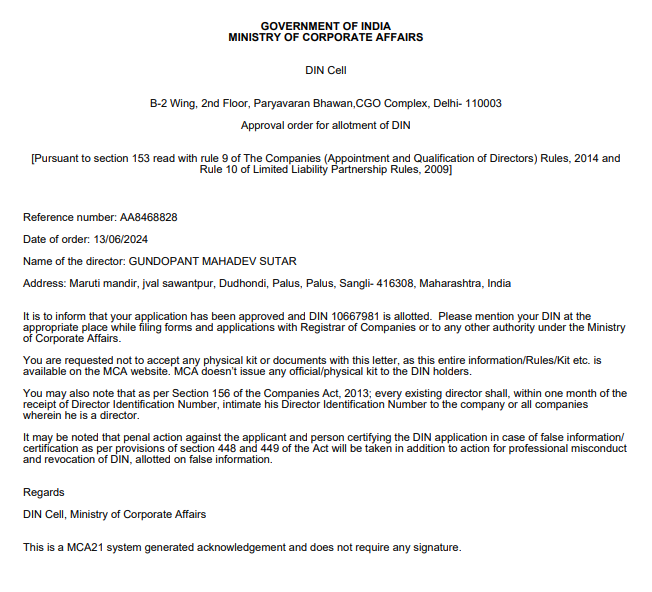 GOVERNMENT OF INDIA
MINISTRY OF CORPORATE AFFAIRS
DIN Cell
B-2 Wing, 2nd Floor, Paryavaran Bhawan,CGO Complex, Delhi- 110003
Approval order for allotment of DIN
[Pursuant to section 153 read with rule 9 of The Companies (Appointment and Qualification of Directors) Rules, 2014 and
Rule 10 of Limited Liability Partnership Rules, 2009]
Reference number: AA8468828
Date of order: 13/06/2024
Name of the director: GUNDOPANT MAHADEV SUTAR
Address: Maruti mandir, jval sawantpur, Dudhondi, Palus, Palus, Sangli- 416308, Maharashtra, India
It is to inform that your application has been approved and DIN 10667981 is allotted.  Please mention your DIN at the
appropriate place while filing forms and applications with Registrar of Companies or to any other authority under the Ministry
of Corporate Affairs.
You are requested not to accept any physical kit or documents with this letter, as this entire information/Rules/Kit etc. is
available on the MCA website. MCA doesn't issue any official/physical kit to the DIN holders.
You may also note that as per Section 156 of the Companies Act, 2013; every existing director shall, within one month of the
receipt of Director Identification Number, intimate his Director Identification Number to the company or all companies
wherein he is a director.
It may be noted that penal action against the applicant and person certifying the DIN application in case of false information/
certification as per provisions of section 448 and 449 of the Act will be taken in addition to action for professional misconduct
and revocation of DIN, allotted on false information.
Regards
DIN Cell, Ministry of Corporate Affairs
This is a MCA21 system generated acknowledgement and does not require any signature.